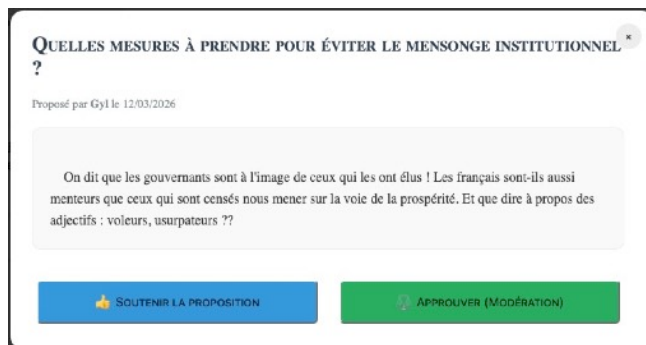 QUELLES MESURES À PRENDRE POUR ÉVITER LE MENSONGE INSTITUTIONNEL
?
×
Proposé par Gyl le 12/03/2026
On dit que les gouvernants sont à l'image de ceux qui les ont élus ! Les français sont-ils aussi
menteurs que ceux qui sont censés nous mener sur la voie de la prospérité. Et que dire à propos des
adjectifs : voleurs, usurpateurs ??
👍 SOUTENIR LA PROPOSITION
APPROUVER (MODÉRATION)